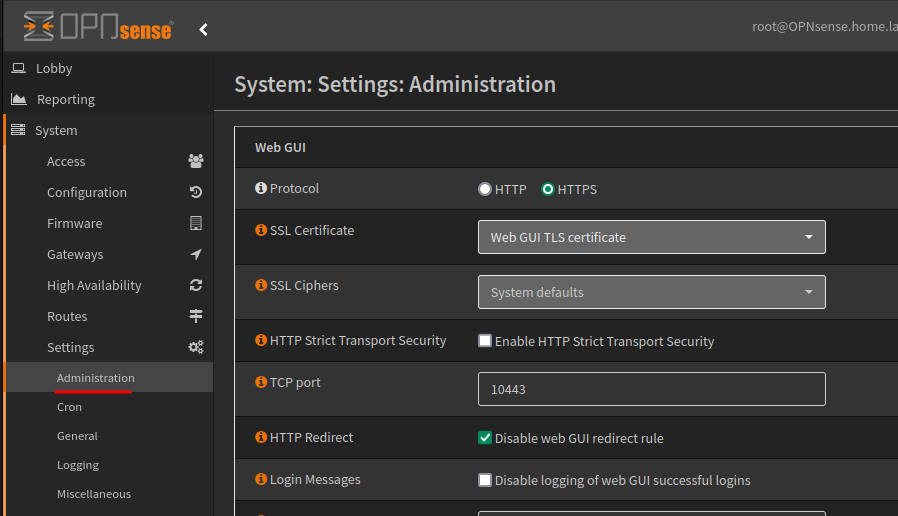 OPNsense
root@OPNsense.home.la
Lobby
Reporting
System
Access
Configuration
Firmware
Gateways
High Availability
Routes
Settings
Administration
Cron
General
Logging
Miscellaneous
System: Settings: Administration
Web GUI
Protocol HTTP HTTPS
SSL Certificate Web GUI TLS certificate
SSL Ciphers System defaults
HTTP Strict Transport Security Enable HTTP Strict Transport Security
TCP port 10443
HTTP Redirect Disable web GUI redirect rule
Login Messages Disable logging of web GUI successful logins